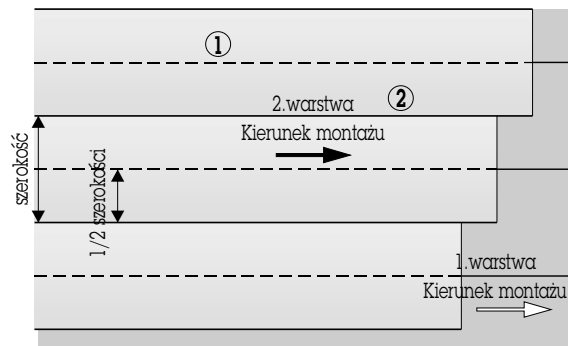 1
2
2.warstwa
Kierunek montażu
szerokość
1/2 szerokości
1.warstwa
Kierunek montażu